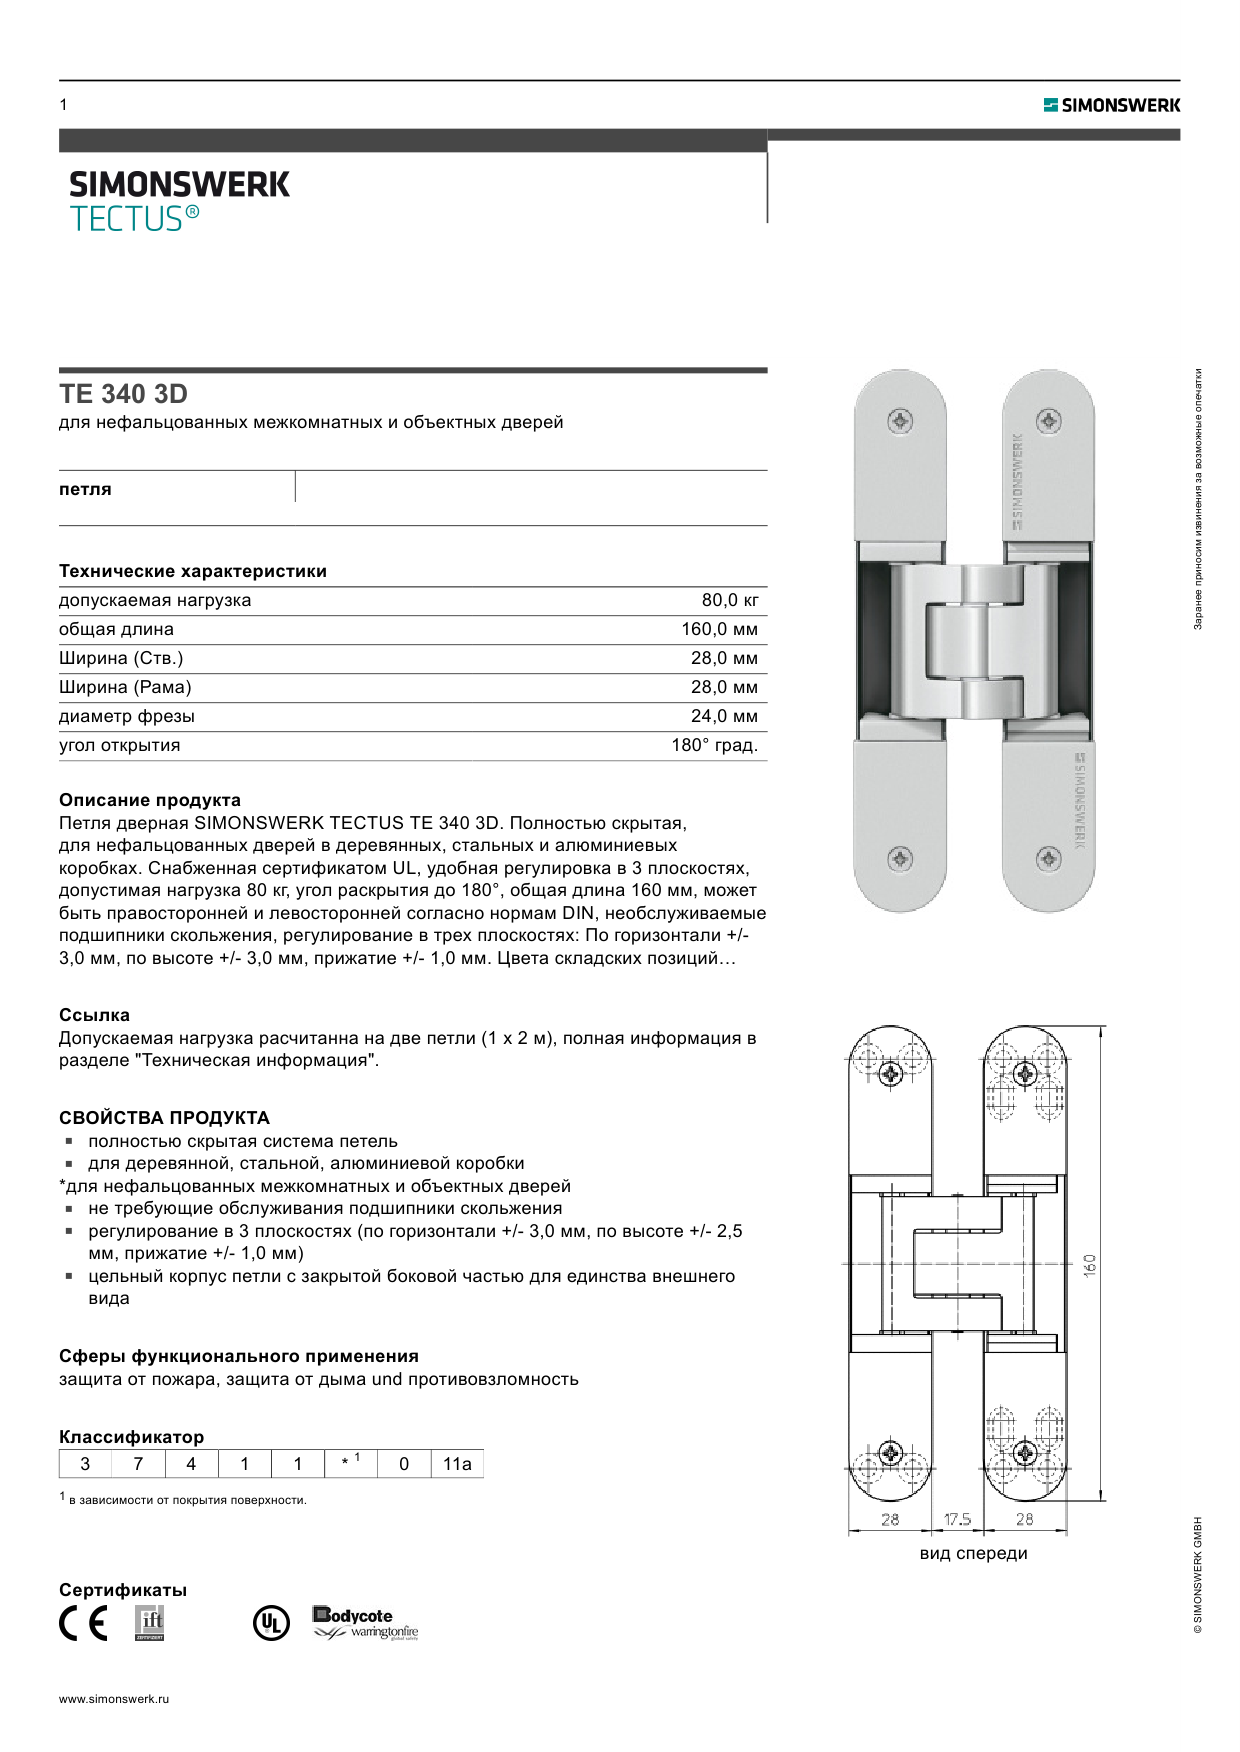 1
SIMONSWERK
SIMONSWERK
TECTUS®
TE 340 3D
для нефальцованных межкомнатных и объектных дверей
петля
Технические характеристики
допускаемая нагрузка 80,0 кг
общая длина 160,0 мм
Ширина (Ств.) 28,0 мм
Ширина (Рама) 28,0 мм
диаметр фрезы 24,0 мм
угол открытия 180° град.
Описание продукта
Петля дверная SIMONSWERK TECTUS TE 340 3D. Полностью скрытая,
для нефальцованных дверей в деревянных, стальных и алюминиевых
коробках. Снабженная сертификатом UL, удобная регулировка в 3 плоскостях,
допустимая нагрузка 80 кг, угол раскрытия до 180°, общая длина 160 мм, может
быть правосторонней и левосторонней согласно нормам DIN, необслуживаемые
подшипники скольжения, регулирование в трех плоскостях: По горизонтали +/-
3,0 мм, по высоте +/- 3,0 мм, прижатие +/- 1,0 мм. Цвета складских позиций…
Ссылка
Допускаемая нагрузка расчитанна на две петли (1 x 2 м), полная информация в
разделе "Техническая информация".
СВОЙСТВА ПРОДУКТА
▪ полностью скрытая система петель
▪ для деревянной, стальной, алюминиевой коробки
*для нефальцованных межкомнатных и объектных дверей
▪ не требующие обслуживания подшипники скольжения
▪ регулирование в 3 плоскостях (по горизонтали +/- 3,0 мм, по высоте +/- 2,5
мм, прижатие +/- 1,0 мм)
▪ цельный корпус петли с закрытой боковой частью для единства внешнего
вида
Сферы функционального применения
защита от пожара, защита от дыма und противовзломность
Классификатор
3 7 4 1 1 * 1 0 11a
1 в зависимости от покрытия поверхности.
Сертификаты
CE ift ZERTIFIZIERT UL Bodycote
warringtonfire
global safety
www.simonswerk.ru
SIMONSWERK
SIMONSWERK
160
28 17.5 28
вид спереди
Заранее приносим извинения за возможные опечатки
© SIMONSWERK GMBH